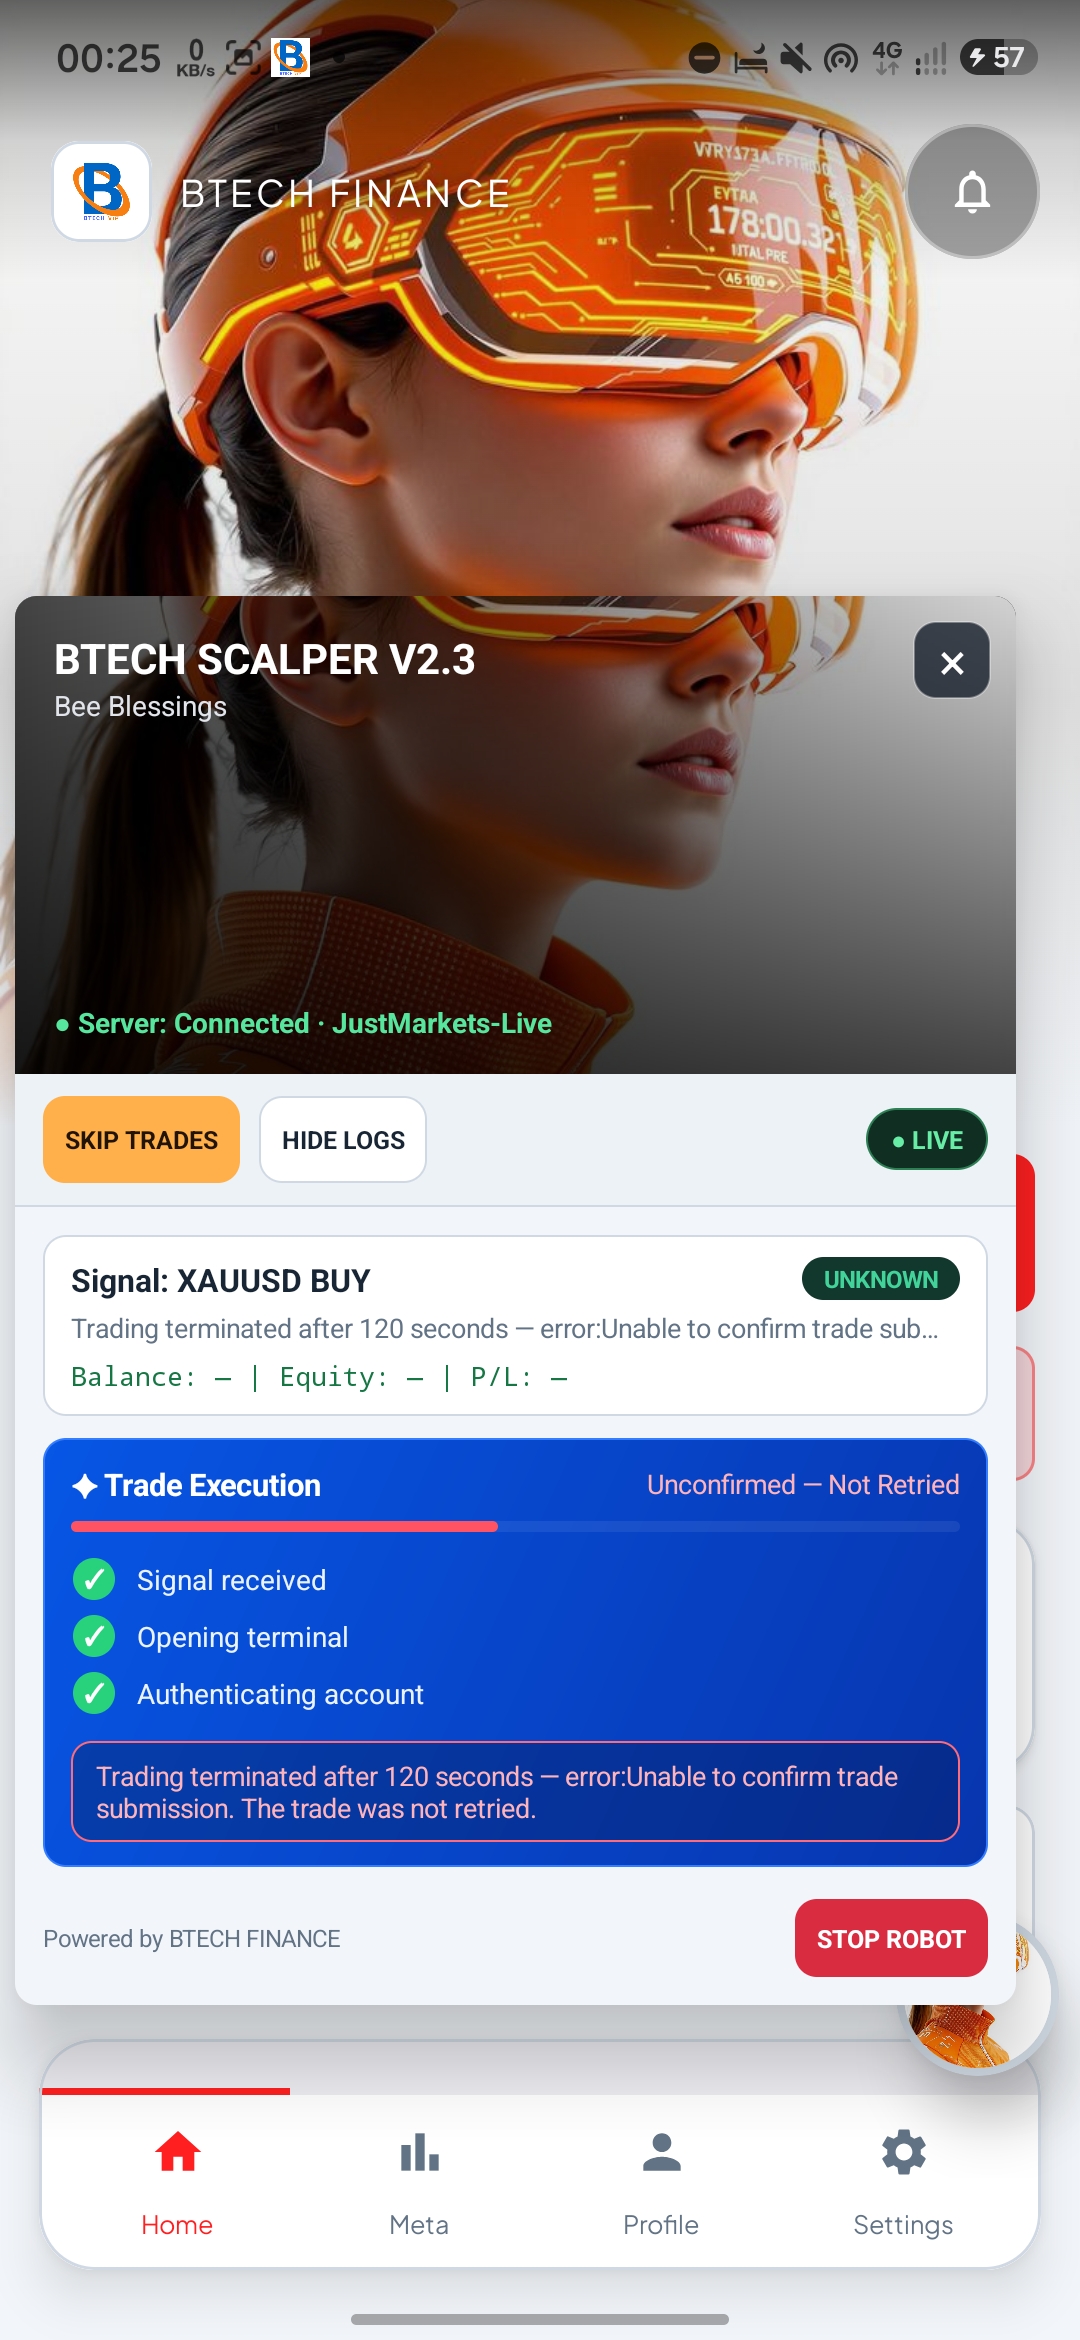 00:25
0
KB/s
4G
57
BTECH FINANCE
EYTAA
A5 100
BTECH SCALPER V2.3
Bee Blessings
● Server: Connected · JustMarkets-Live
SKIP TRADES
HIDE LOGS
● LIVE
Signal: XAUUSD BUY
UNKNOWN
Trading terminated after 120 seconds — error:Unable to confirm trade sub...
Balance: — | Equity: — | P/L: —
Trade Execution
Unconfirmed — Not Retried
Signal received
Opening terminal
Authenticating account
Trading terminated after 120 seconds — error:Unable to confirm trade
submission. The trade was not retried.
Powered by BTECH FINANCE
STOP ROBOT
Home
Meta
Profile
Settings